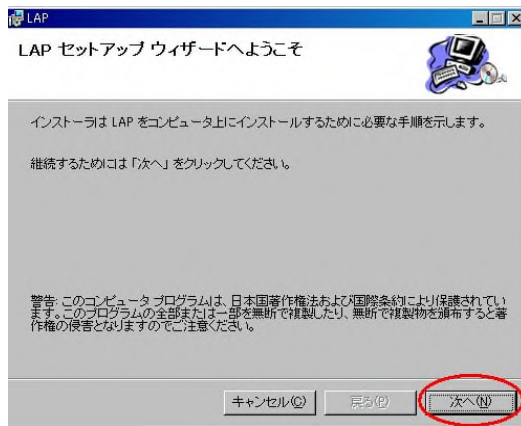 LAP
LAP セットアップ ウィザードへようこそ
インストーラは LAP をコンピュータ上にインストールするために必要な手順を示します。
継続するためには「次へ」をクリックしてください。
警告: このコンピュータ プログラムは、日本国著作権法および国際条約により保護されてい
ます。このプログラムの全部または一部を無断で複製したり、無断で複製物を頒布すると著
作権の侵害となりますのでご注意ください。
キャンセル(C) 戻る(P) 次へ(N)